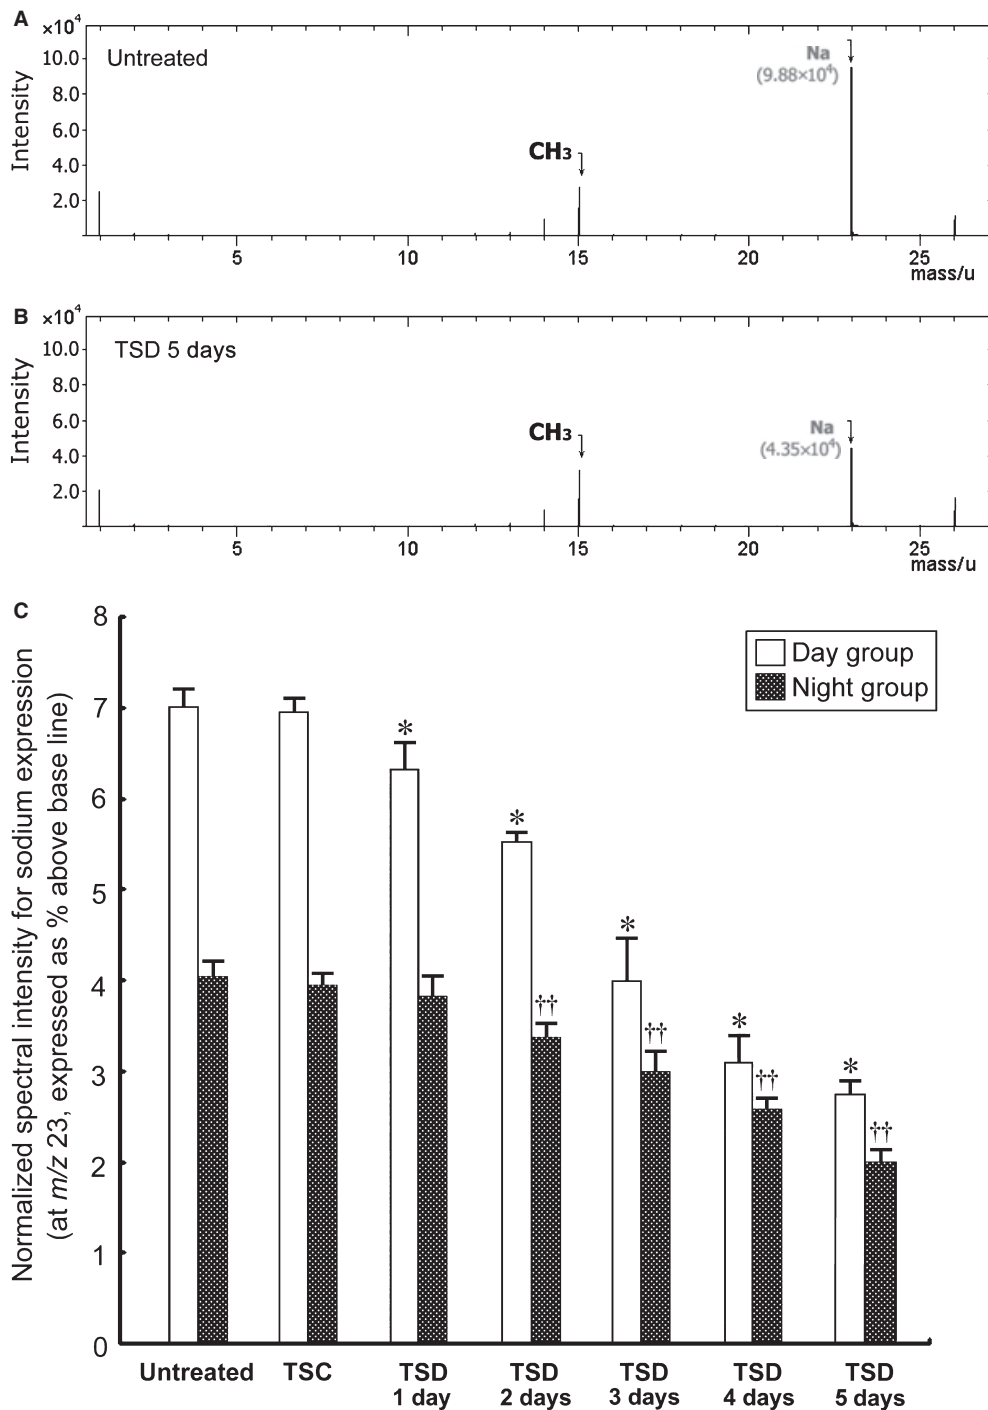 A
×10⁴
Untreated
Intensity
10.0
8.0
6.0
4.0
2.0
CH₃
Na
(9.88×10⁴)
5 10 15 20 25
mass/u
B
×10⁴
TSD 5 days
Intensity
10.0
8.0
6.0
4.0
2.0
CH₃
Na
(4.35×10⁴)
5 10 15 20 25
mass/u
C
Normalized spectral intensity for sodium expression
(at m/z 23, expressed as % above base line)
8
7
6
5
4
3
2
1
0
Day group
Night group
*
*
*
*
*
††
††
††
††
Untreated TSC TSD TSD TSD TSD TSD
1 day 2 days 3 days 4 days 5 days